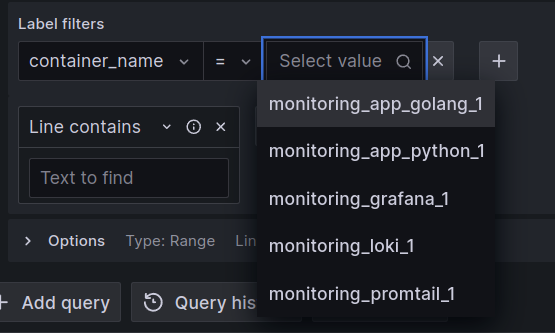 Label filters
container_name = Select value
monitoring_app_golang_1
Line contains
monitoring_app_python_1
Text to find
monitoring_grafana_1
Options Type: Range
monitoring_loki_1
Add query Query his
monitoring_promtail_1